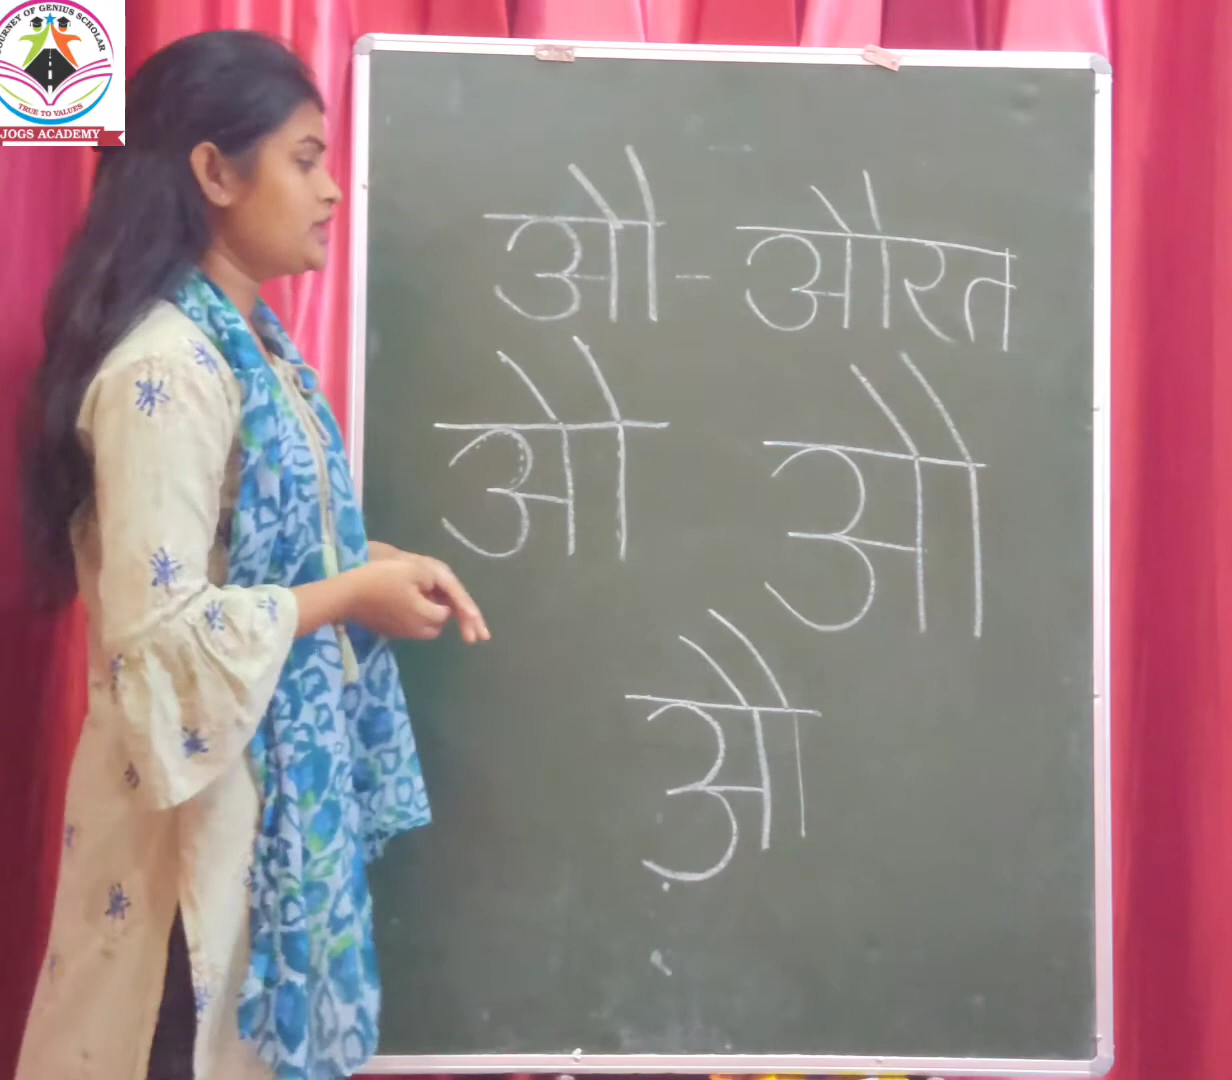 JOURNEY OF GENIUS SCHOLAR
TRUE TO VALUES
JOGS ACADEMY
औ - औरत
औ औ
औ